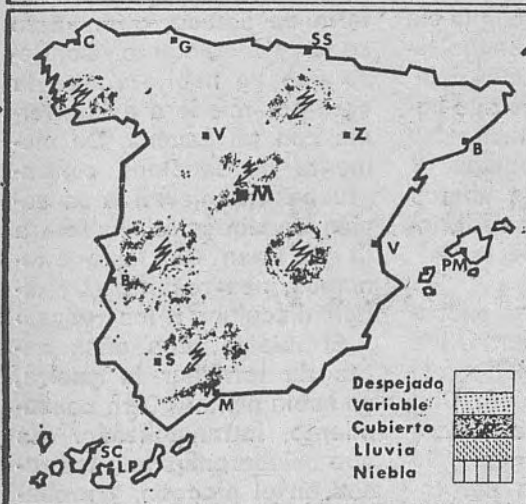 C G SS
V Z B
M
V PM
B
S
M
SC
LP
Despejado
Variable
Cubierto
Lluvia
Niebla